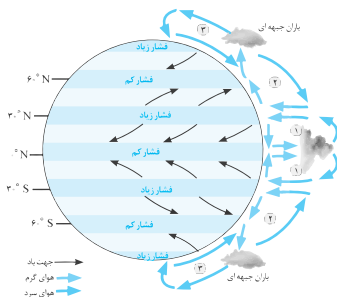 باران جبهه ای
۳
فشار زیاد
۲
۶۰° N
فشار کم
۳۰° N
فشار زیاد
۱
۰° N
فشار کم
۱
۳۰° S
فشار زیاد
۲
۶۰° S
فشار کم
فشار زیاد
۳
باران جبهه ای
جهت باد
هوای گرم
هوای سرد